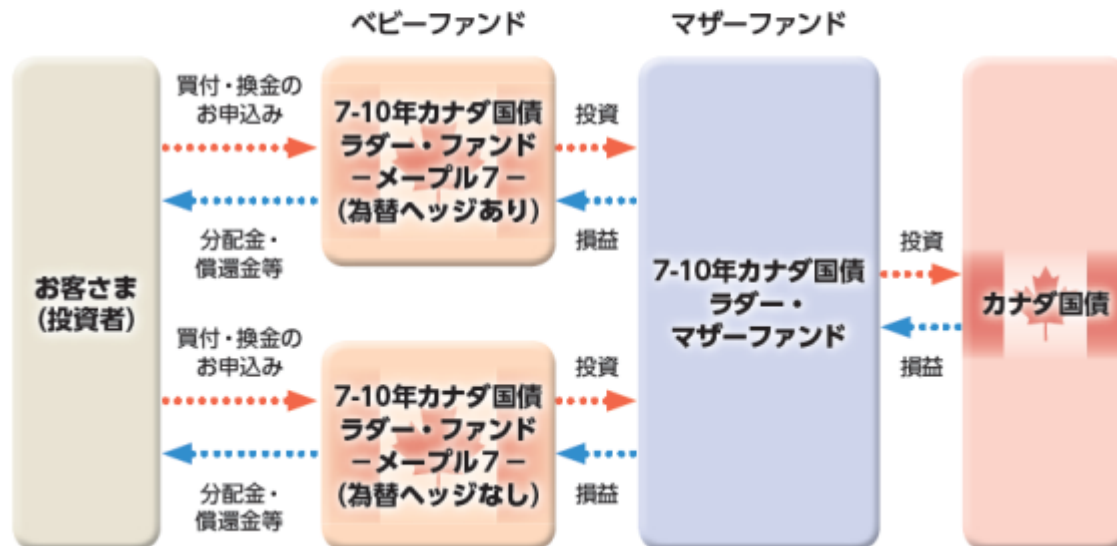 ベビーファンド
マザーファンド
お客さま
(投資者)
買付・換金の
お申込み
分配金・
償還金等
7-10年カナダ国債
ラダー・ファンド
－メープル7－
(為替ヘッジあり)
投資
損益
買付・換金の
お申込み
分配金・
償還金等
7-10年カナダ国債
ラダー・ファンド
－メープル7－
(為替ヘッジなし)
投資
損益
7-10年カナダ国債
ラダー・
マザーファンド
投資
損益
カナダ国債